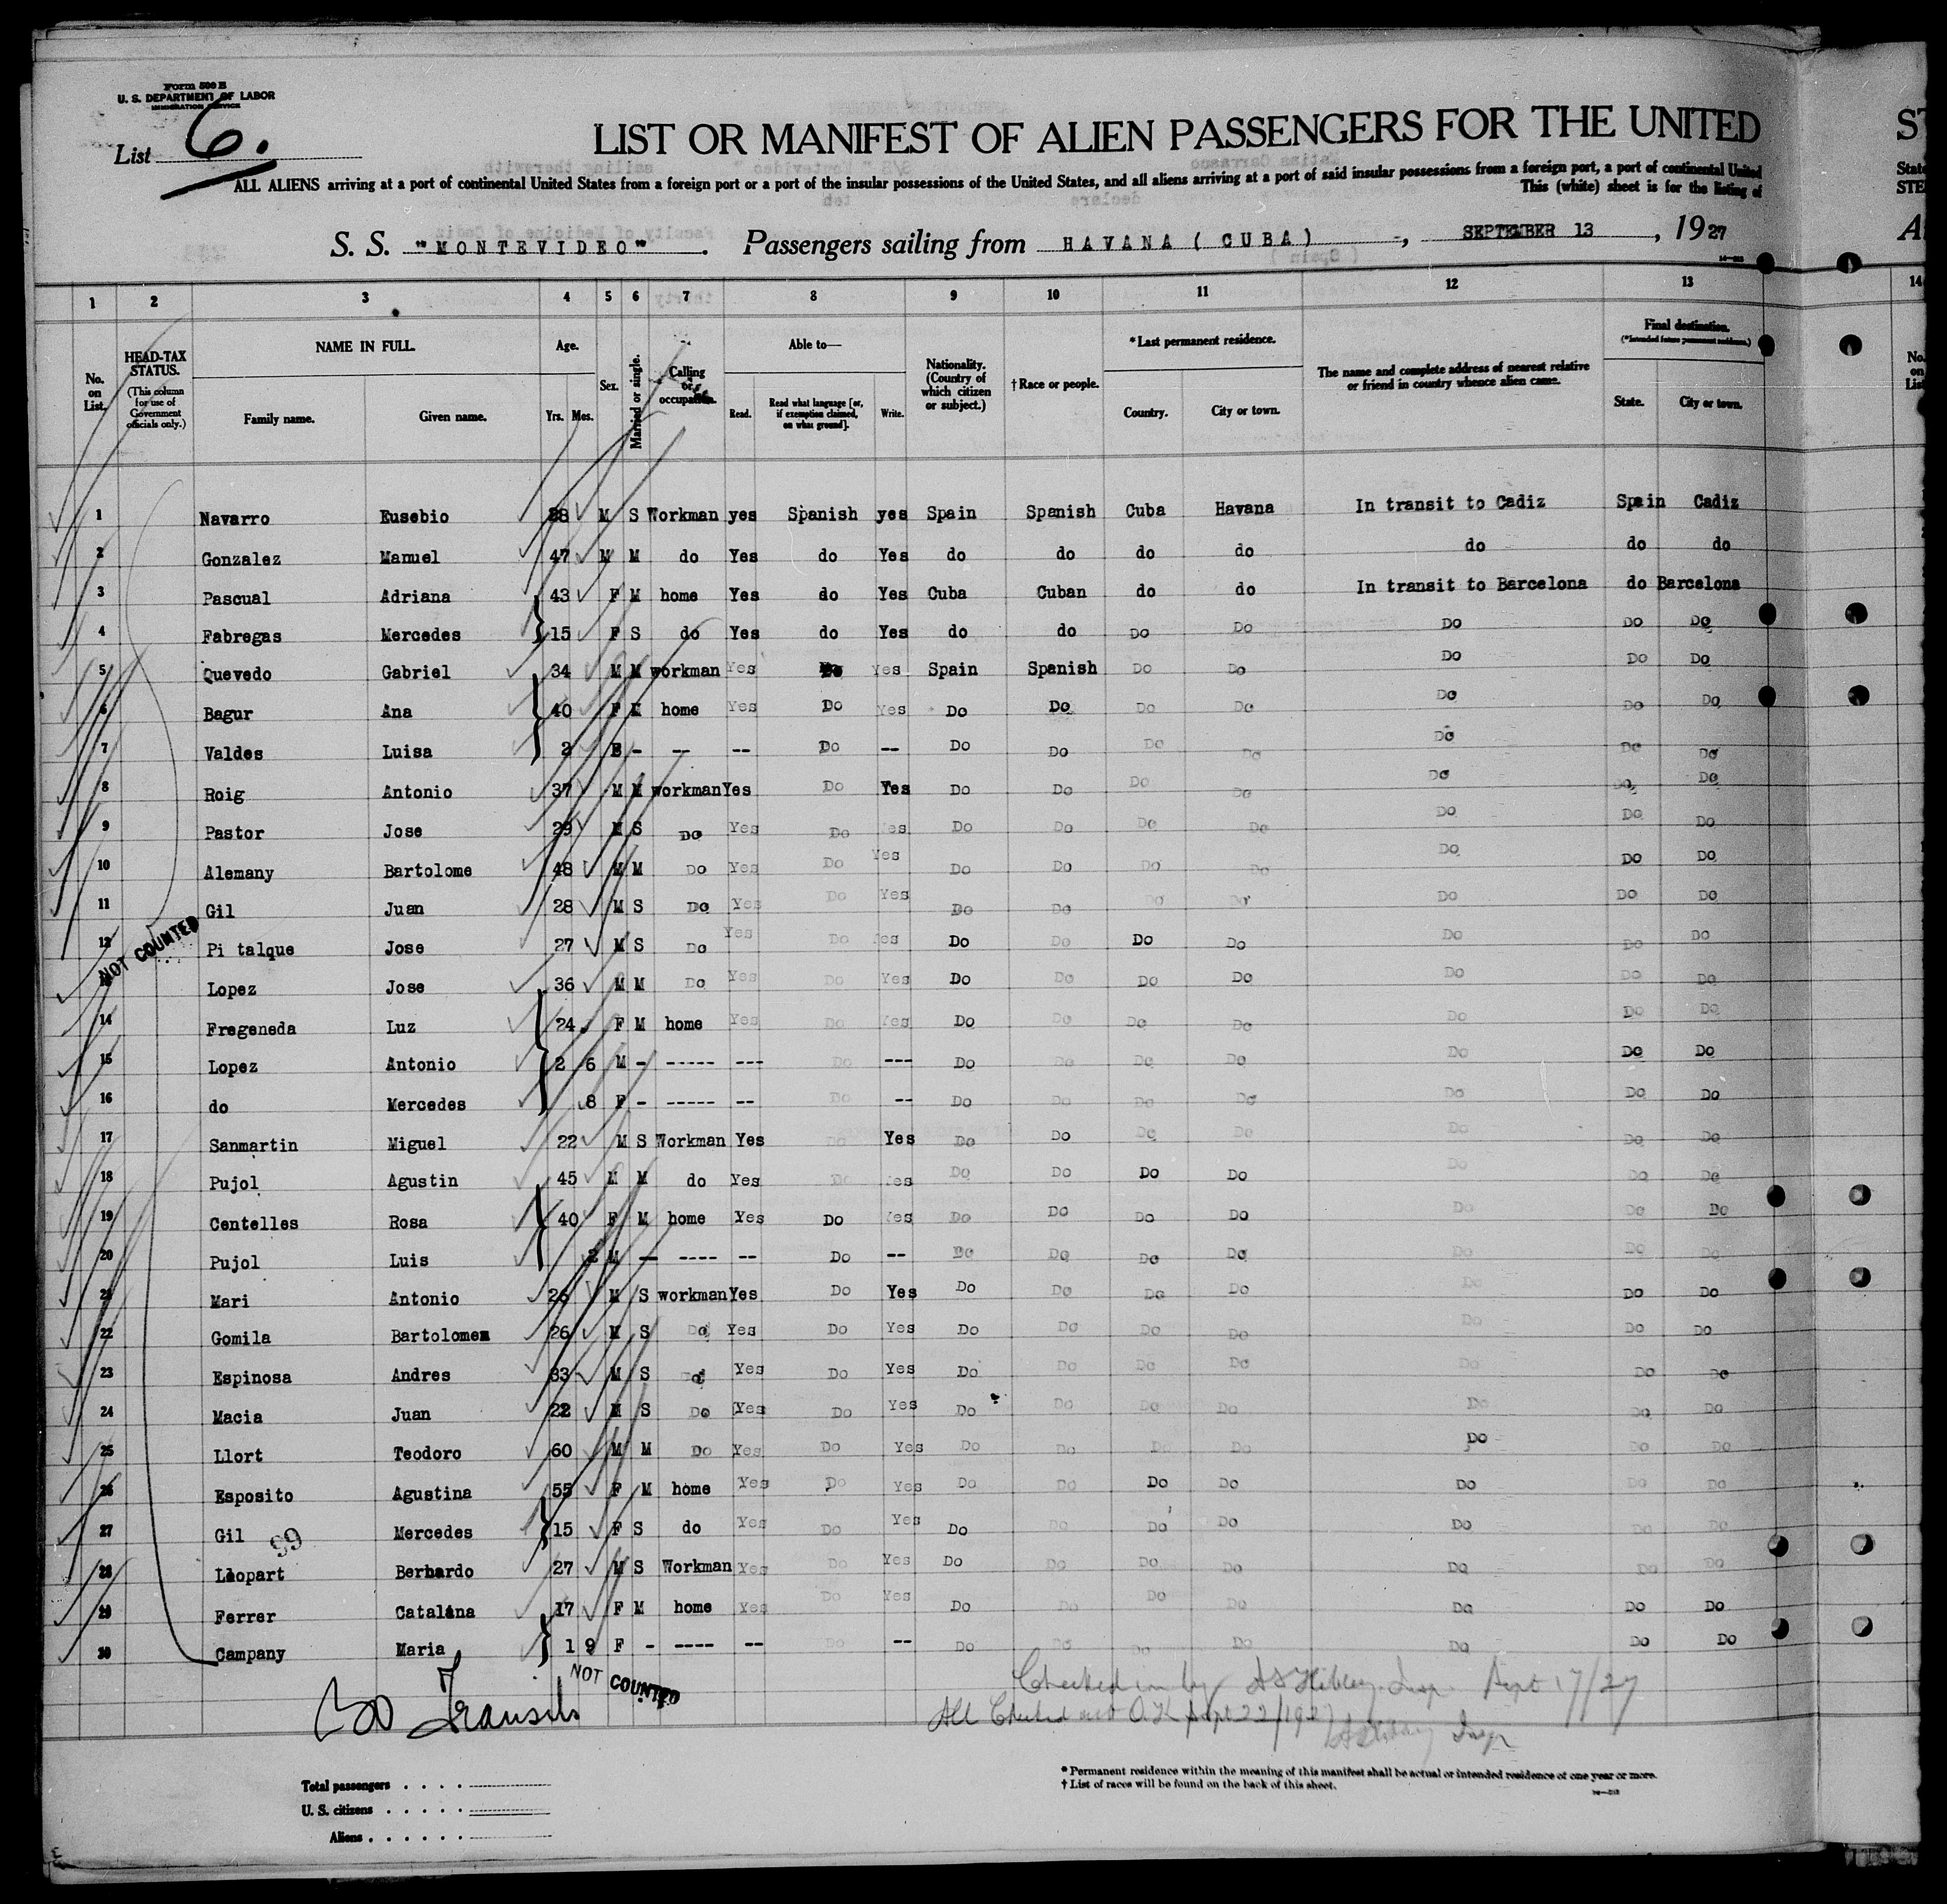 Form 500 E
U. S. DEPARTMENT OF LABOR
IMMIGRATION SERVICE
List 6.
LIST OR MANIFEST OF ALIEN PASSENGERS FOR THE UNITED
ALL ALIENS arriving at a port of continental United States from a foreign port or a port of the insular possessions of the United States, and all aliens arriving at a port of said insular possessions from a foreign port, a port of continental United
This (white) sheet is for the listing of
S. S. "MONTEVIDEO". Passengers sailing from HAVANA ( CUBA ) -, SEPTEMBER 13, 1927
1 2 3 4 5 6 7 8 9 10 11 12 13 14
No. on List.
HEAD-TAX STATUS. (This column for use of Government officials only.)
NAME IN FULL.
Family name. Given name.
Age. Yrs. Mos.
Sex.
Married or single.
Calling or occupation.
Able to—
Read. Read what language [or, if exemption claimed, on what ground]. Write.
Nationality. (Country of which citizen or subject.)
† Race or people.
* Last permanent residence.
Country. City or town.
The name and complete address of nearest relative or friend in country whence alien came.
Final destination. (*Intended future permanent residence.)
State. City or town.
1 Navarro Eusebio 38 M S Workman yes Spanish yes Spain Spanish Cuba Havana In transit to Cadiz Spain Cadiz
2 Gonzalez Manuel 47 M M do Yes do Yes do do do do do do do
3 Pascual Adriana 43 F M home Yes do Yes Cuba Cuban do do In transit to Barcelona do Barcelona
4 Fabregas Mercedes 15 F S do Yes do Yes do do Do Do Do Do Do
5 Quevedo Gabriel 34 M M workman Yes Do Yes Spain Spanish Do Do Do Do Do
6 Bagur Ana 40 F M home Yes Do Yes Do Do Do Do Do Do Do
7 Valdes Luisa 2 F - -- -- Do -- Do Do Do Do Do Do Do
8 Roig Antonio 37 M M workman Yes Do Yes Do Do Do Do Do Do Do
9 Pastor Jose 29 M S Do Yes Do Yes Do Do Do Do Do Do Do
10 Alemany Bartolome 48 M M Do Yes Do Yes Do Do Do Do Do Do Do
11 Gil Juan 28 M S Do Yes Do Yes Do Do Do Do Do Do Do
12 Pi talque Jose 27 M S Do Yes Do Yes Do Do Do Do Do Do Do
NOT COUNTED
13 Lopez Jose 36 M M Do Yes Do Yes Do Do Do Do Do Do Do
14 Fregeneda Luz 24 F M home Yes Do Yes Do Do Do Do Do Do Do
15 Lopez Antonio 2 6 M - ----- --- Do --- Do Do Do Do Do Do Do
16 do Mercedes 8 F - ----- -- Do -- Do Do Do Do Do Do Do
17 Sanmartin Miguel 22 M S Workman Yes Do Yes Do Do Do Do Do Do Do
18 Pujol Agustin 45 M M do Yes Do Yes Do Do Do Do Do Do Do
19 Centelles Rosa 40 F M home Yes Do Yes Do Do Do Do Do Do Do
20 Pujol Luis 2 M - ---- -- Do -- Do Do Do Do Do Do Do
21 Mari Antonio 26 M S workman Yes Do Yes Do Do Do Do Do Do Do
22 Gomila Bartolomem 26 M S Do Yes Do Yes Do Do Do Do Do Do Do
23 Espinosa Andres 33 M S Do Yes Do Yes Do Do Do Do Do Do Do
24 Macia Juan 22 M S Do Yes Do Yes Do Do Do Do Do Do Do
25 Llort Teodoro 60 M M Do Yes Do Yes Do Do Do Do Do Do Do
26 Esposito Agustina 55 F M home Yes Do Yes Do Do Do Do Do Do Do
27 Gil 99 Mercedes 15 F S do Yes Do Yes Do Do Do Do Do Do Do
28 Llopart Berhardo 27 M S Workman Yes Do Yes Do Do Do Do Do Do Do
29 Ferrer Catalina 17 F M home Yes Do Yes Do Do Do Do Do Do Do
30 Campany Maria 1 9 F - ---- -- Do -- Do Do Do Do Do Do Do
NOT COUNTED
30 Transits
Checked in by Insp. Sept 17/27
All Checked out O.K Sept 22/1927
Insp
Total passengers
U. S. citizens
Aliens
* Permanent residence within the meaning of this manifest shall be actual or intended residence of one year or more.
† List of races will be found on the back of this sheet.